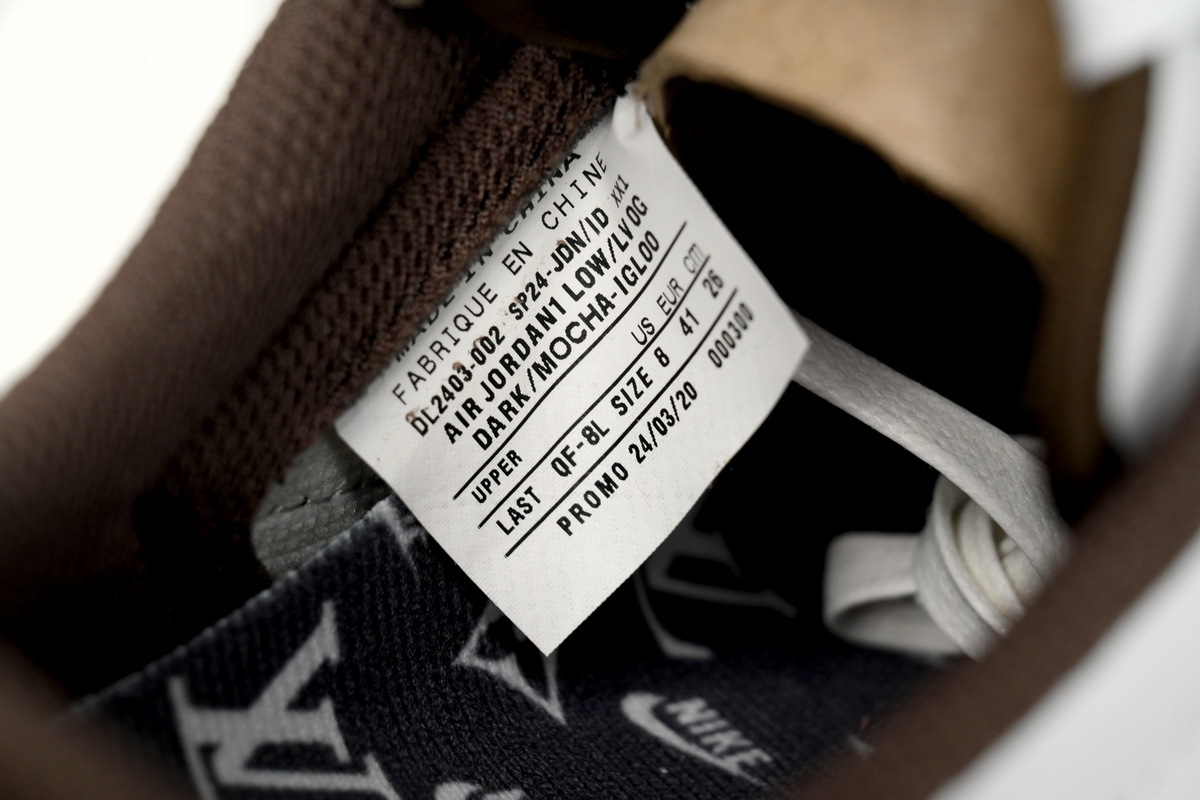 MADE IN CHINA
FABRIQUE EN CHINE
DL2403-002 SP24-JDN/ID XX1
AIR JORDAN1 LOW/LVOG
DARK/MOCHA-IGLOO
US EUR cm
UPPER
LAST QF-8L SIZE 8 41 26
PROMO 24/03/20 000300
NIKE